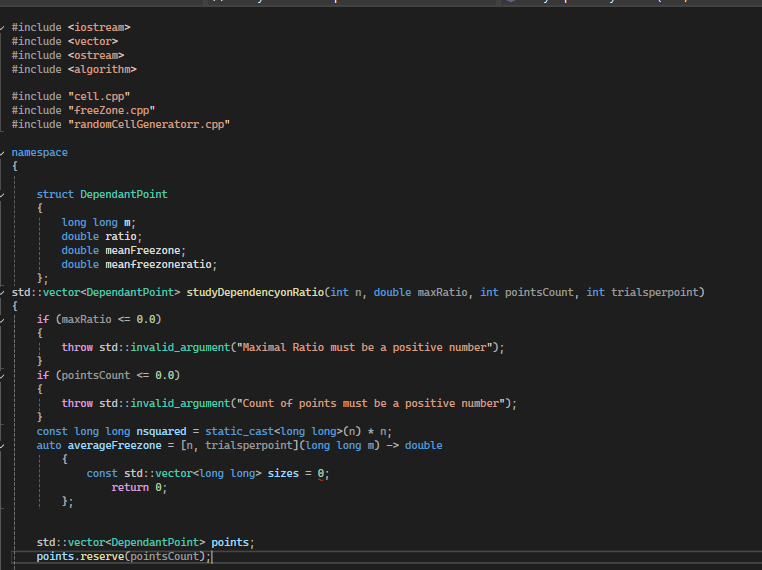 #include <iostream>
#include <vector>
#include <ostream>
#include <algorithm>
#include "cell.cpp"
#include "freeZone.cpp"
#include "randomCellGeneratorr.cpp"
namespace
{
struct DependantPoint
{
long long m;
double ratio;
double meanFreezone;
double meanfreezoneratio;
};
std::vector<DependantPoint> studyDependencyonRatio(int n, double maxRatio, int pointsCount, int trialsperpoint)
{
if (maxRatio <= 0.0)
{
throw std::invalid_argument("Maximal Ratio must be a positive number");
}
if (pointsCount <= 0.0)
{
throw std::invalid_argument("Count of points must be a positive number");
}
const long long nsquared = static_cast<long long>(n) * n;
auto averageFreezone = [n, trialsperpoint](long long m) -> double
{
const std::vector<long long> sizes = 0;
return 0;
};
std::vector<DependantPoint> points;
points.reserve(pointsCount);